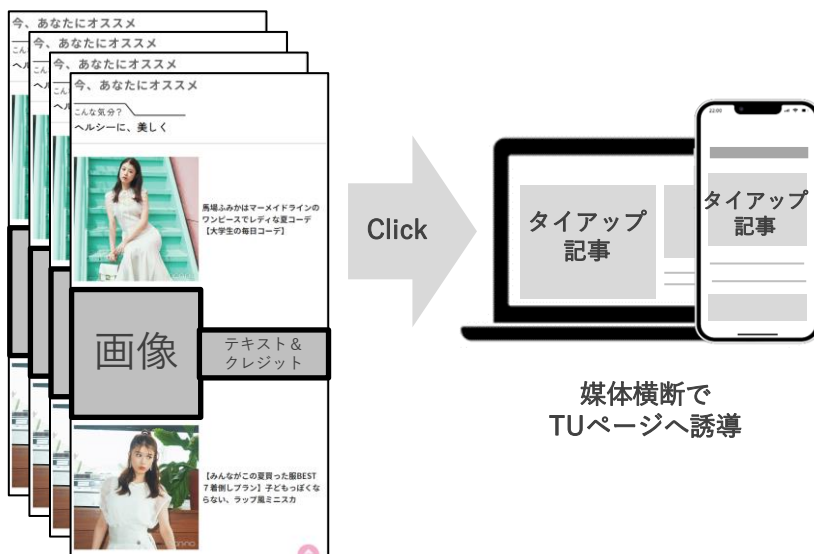 今、あなたにオススメ
今、あなたにオススメ
今、あなたにオススメ
今、あなたにオススメ
こんな気分?
ヘルシーに、美しく
馬場ふみかはマーメイドラインの
ワンピースでレディな夏コーデ
【大学生の毎日コーデ】
画像
テキスト&
クレジット
【みんながこの夏買った服BEST
7着倒しプラン】子どもっぽくな
らない、ラップ風ミニスカ
Click
タイアップ
記事
22:00
タイアップ
記事
媒体横断で
TUページへ誘導